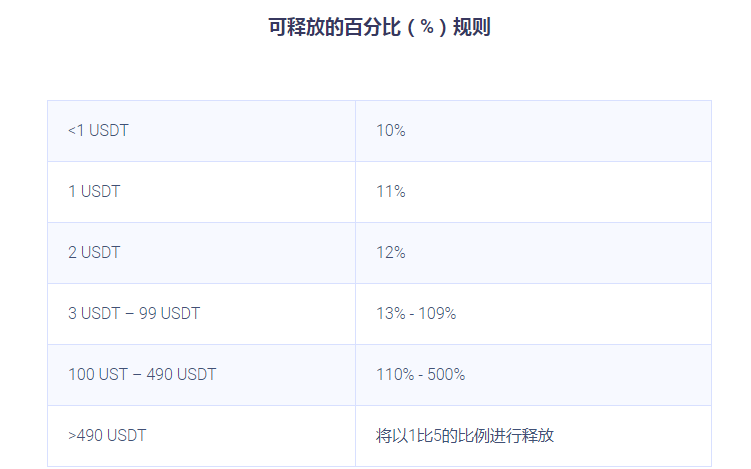 可释放的百分比（%）规则
<1 USDT 10%
1 USDT 11%
2 USDT 12%
3 USDT – 99 USDT 13% - 109%
100 UST – 490 USDT 110% - 500%
>490 USDT 将以1比5的比例进行释放